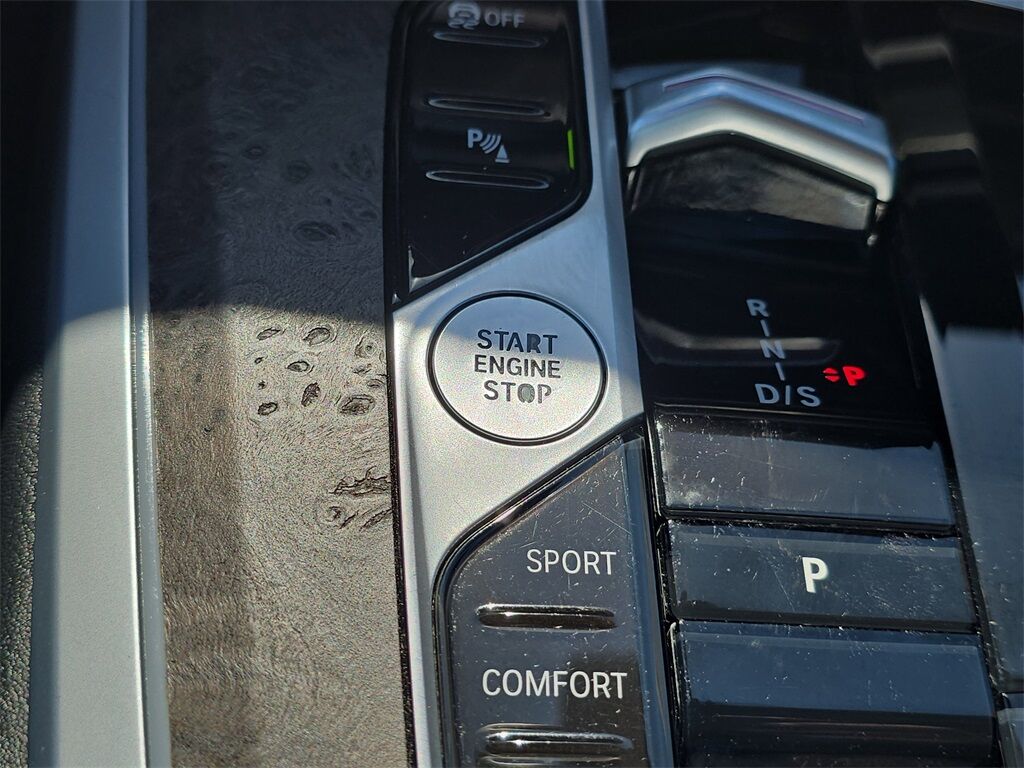 OFF
P
START
ENGINE
STOP
R
N
D/S
P
SPORT
P
COMFORT